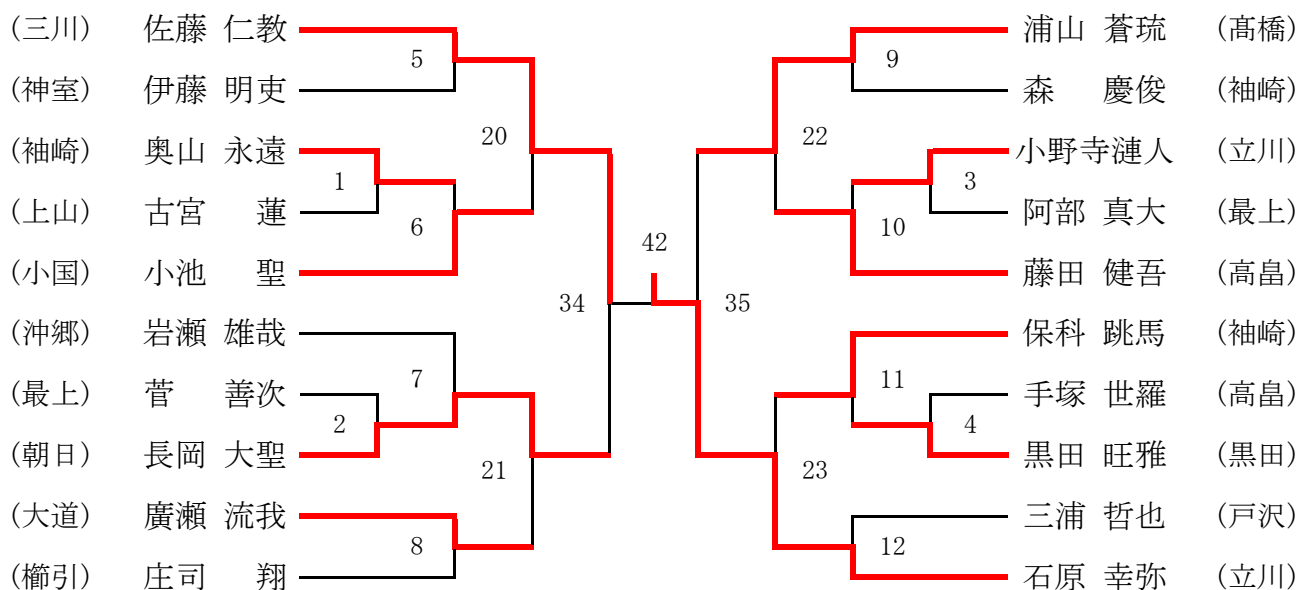 (三川) 佐藤 仁教
(神室) 伊藤 明吏
(袖崎) 奥山 永遠
(上山) 古宮 蓮
(小国) 小池 聖
(沖郷) 岩瀬 雄哉
(最上) 菅 善次
(朝日) 長岡 大聖
(大道) 廣瀬 流我
(櫛引) 庄司 翔
5
1
6
7
2
8
20
21
34
42
35
22
23
9
3
10
11
4
12
浦山 蒼琉 (髙橋)
森 慶俊 (袖崎)
小野寺漣人 (立川)
阿部 真大 (最上)
藤田 健吾 (高畠)
保科 跳馬 (袖崎)
手塚 世羅 (高畠)
黒田 旺雅 (黒田)
三浦 哲也 (戸沢)
石原 幸弥 (立川)